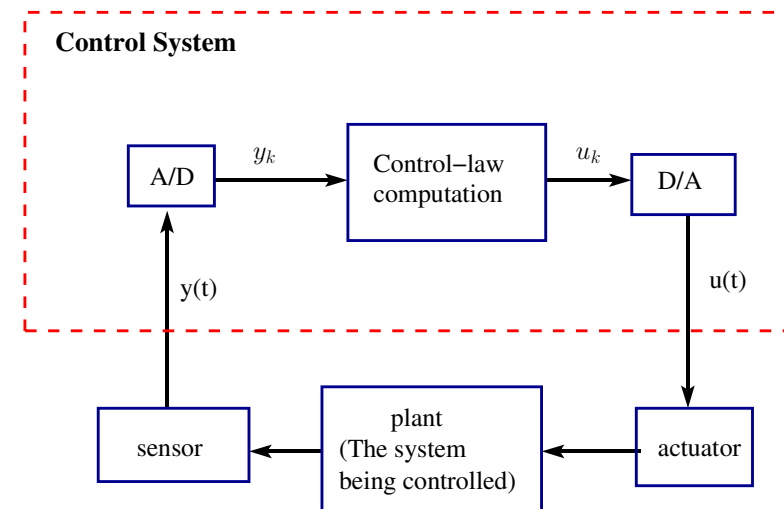 Control System
y_k
u_k
A/D
Control−law
computation
D/A
y(t)
u(t)
sensor
plant
(The system
being controlled)
actuator